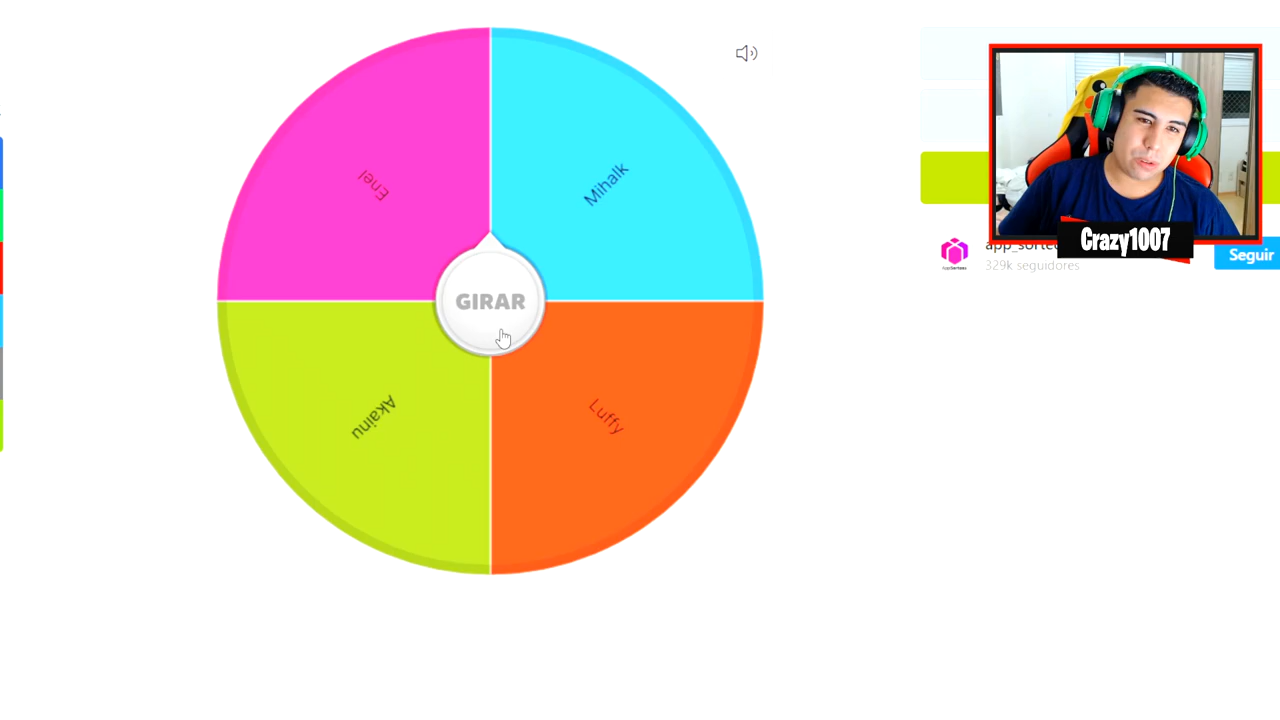 Enel
Mihalk
GIRAR
Akainu
Luffy
Crazy1007
329k seguidores
Seguir